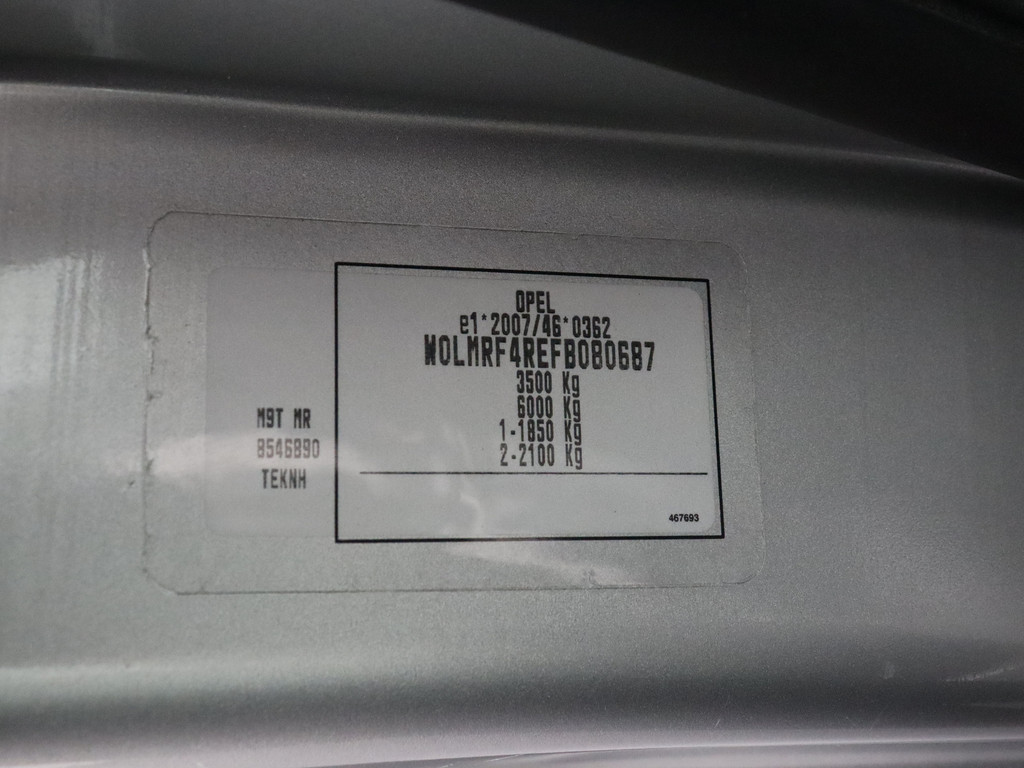 OPEL
e1*2007/46*0362
W0LMRF4REFB080687
3500 Kg
6000 Kg
1-1850 Kg
2-2100 Kg
M9T MR
8546890
TEKNH
467693